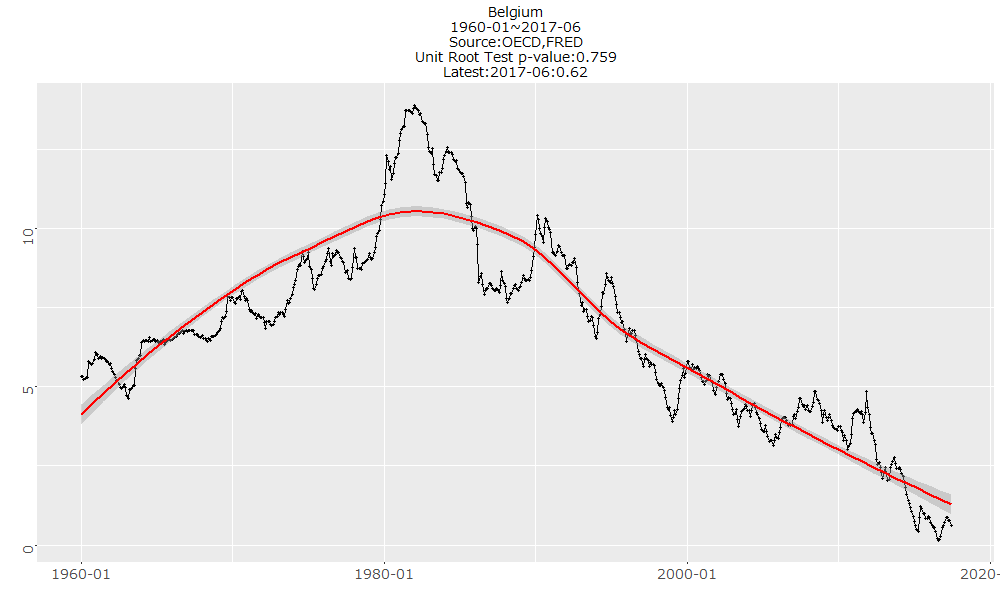 Belgium
1960-01~2017-06
Source:OECD,FRED
Unit Root Test p-value:0.759
Latest:2017-06:0.62
10
5
0
1960-01
1980-01
2000-01
2020-